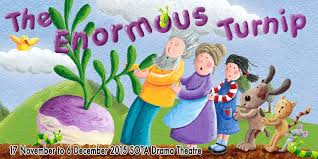 The Enormous Turnip
17 November to 6 December 2015 SOTA Drama Theatre